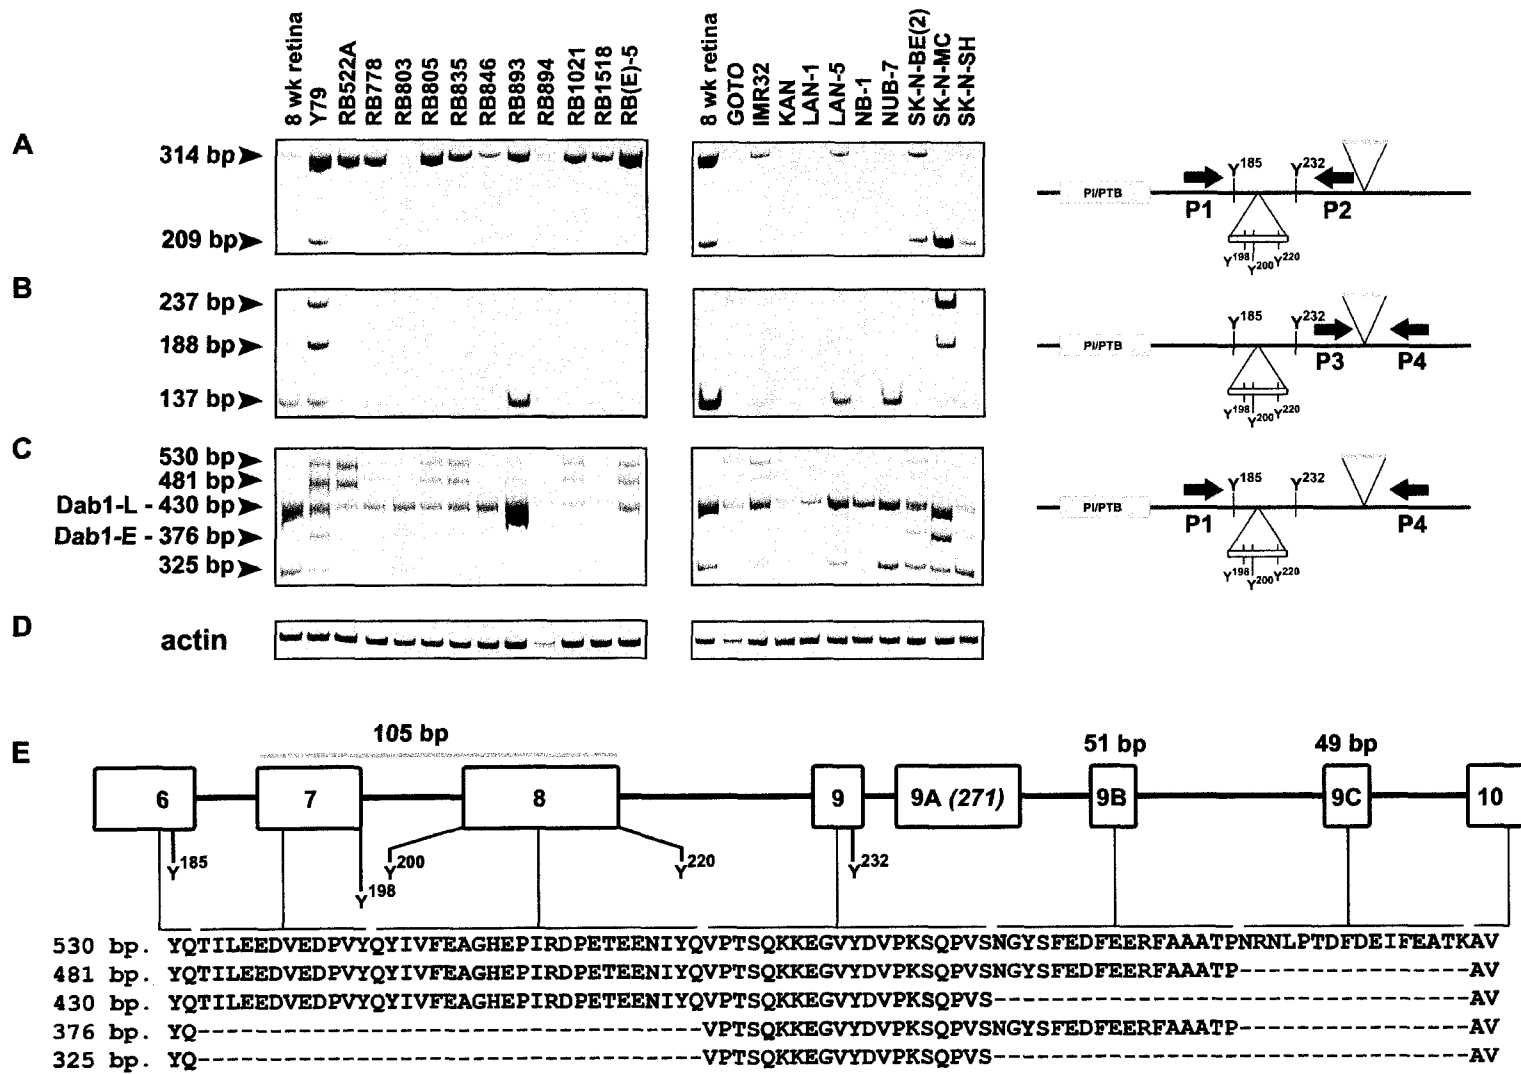 8 wk retina
Y79
RB522A
RB778
RB803
RB805
RB835
RB846
RB893
RB894
RB1021
RB1518
RB(E)-5
8 wk retina
GOTO
IMR32
KAN
LAN-1
LAN-5
NB-1
NUB-7
SK-N-BE(2)
SK-N-MC
SK-N-SH
A
314 bp
209 bp
PI/PTB
Y185
Y232
P1
P2
Y198
Y200
Y220
B
237 bp
188 bp
137 bp
PI/PTB
Y185
Y232
P3
P4
Y198
Y200
Y220
C
530 bp
481 bp
Dab1-L - 430 bp
Dab1-E - 376 bp
325 bp
PI/PTB
Y185
Y232
P1
P4
Y198
Y200
Y220
D
actin
E
105 bp
51 bp
49 bp
6
7
8
9
9A (271)
9B
9C
10
Y185
Y198
Y200
Y220
Y232
530 bp. YQTILEEDVEDPVYQYIVFEAGHEPIRDPETEENIYQVPTSQKKEGVYDVPKSQPVSNGYSFEDFEERFAAATPNRNLPTDFDEIFEATKAV
481 bp. YQTILEEDVEDPVYQYIVFEAGHEPIRDPETEENIYQVPTSQKKEGVYDVPKSQPVSNGYSFEDFEERFAAATP-----------------AV
430 bp. YQTILEEDVEDPVYQYIVFEAGHEPIRDPETEENIYQVPTSQKKEGVYDVPKSQPVS----------------------------------AV
376 bp. YQ-----------------------------------VPTSQKKEGVYDVPKSQPVSNGYSFEDFEERFAAATP-----------------AV
325 bp. YQ-----------------------------------VPTSQKKEGVYDVPKSQPVS----------------------------------AV